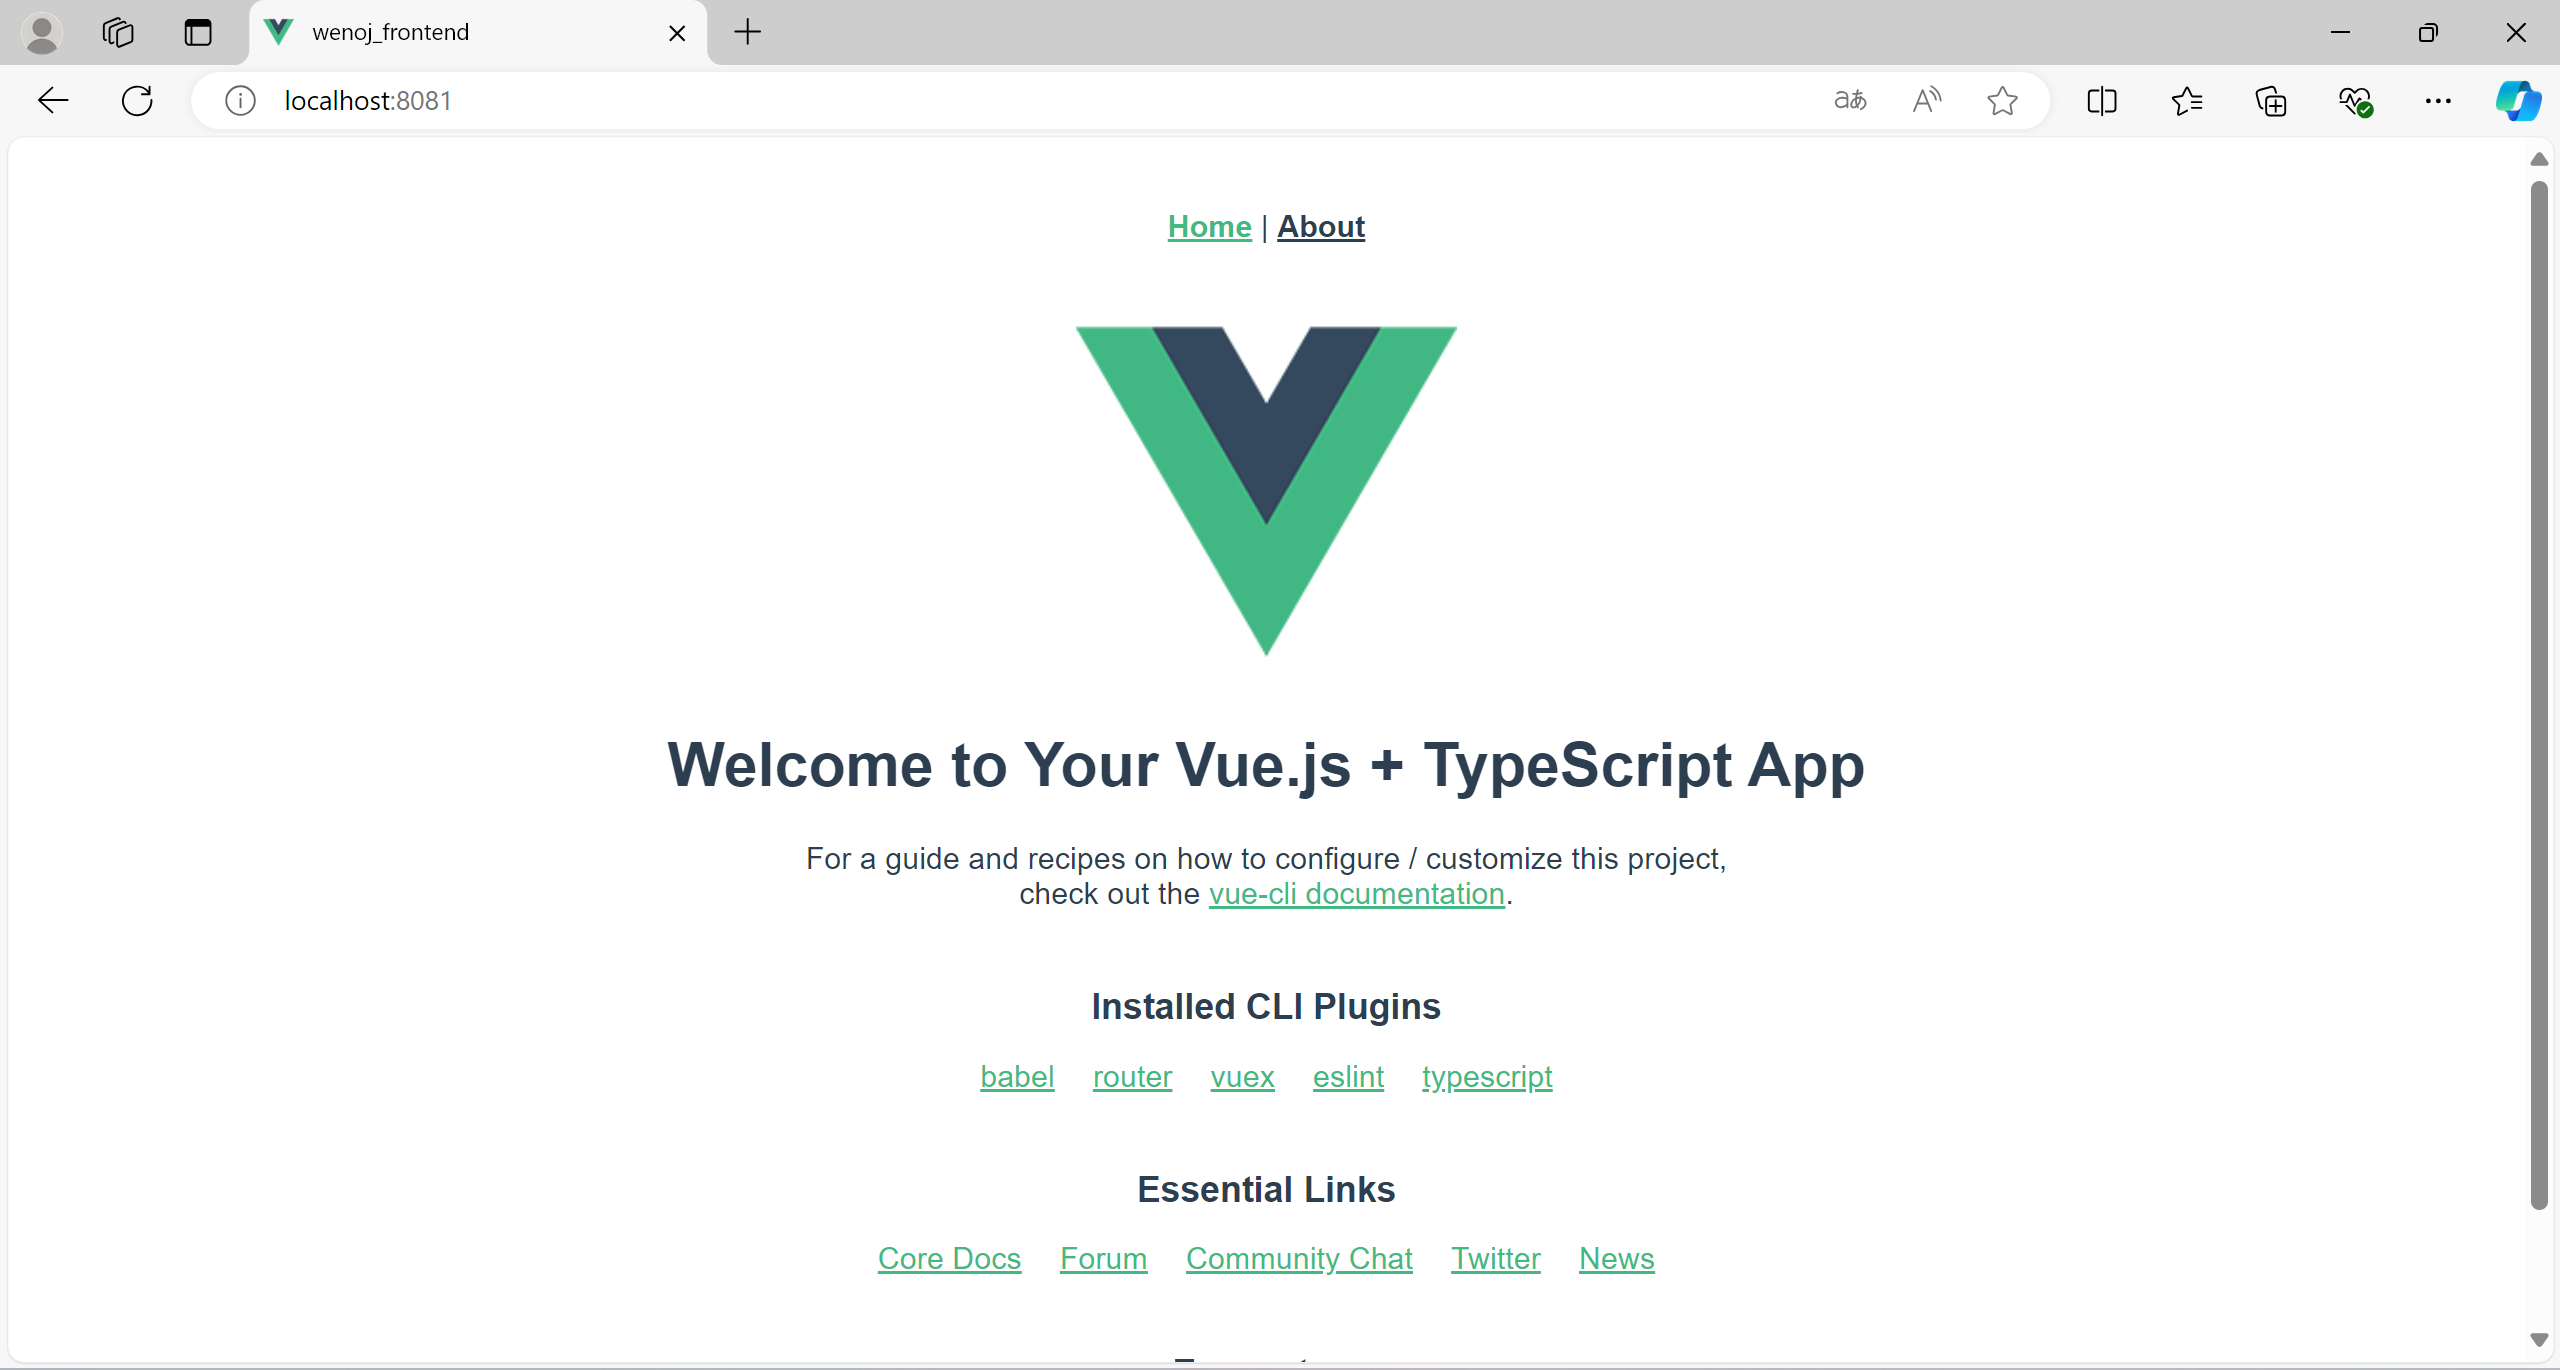 wenoj_frontend
localhost:8081
Home | About
Welcome to Your Vue.js + TypeScript App
For a guide and recipes on how to configure / customize this project,
check out the vue-cli documentation.
Installed CLI Plugins
babel router vuex eslint typescript
Essential Links
Core Docs Forum Community Chat Twitter News